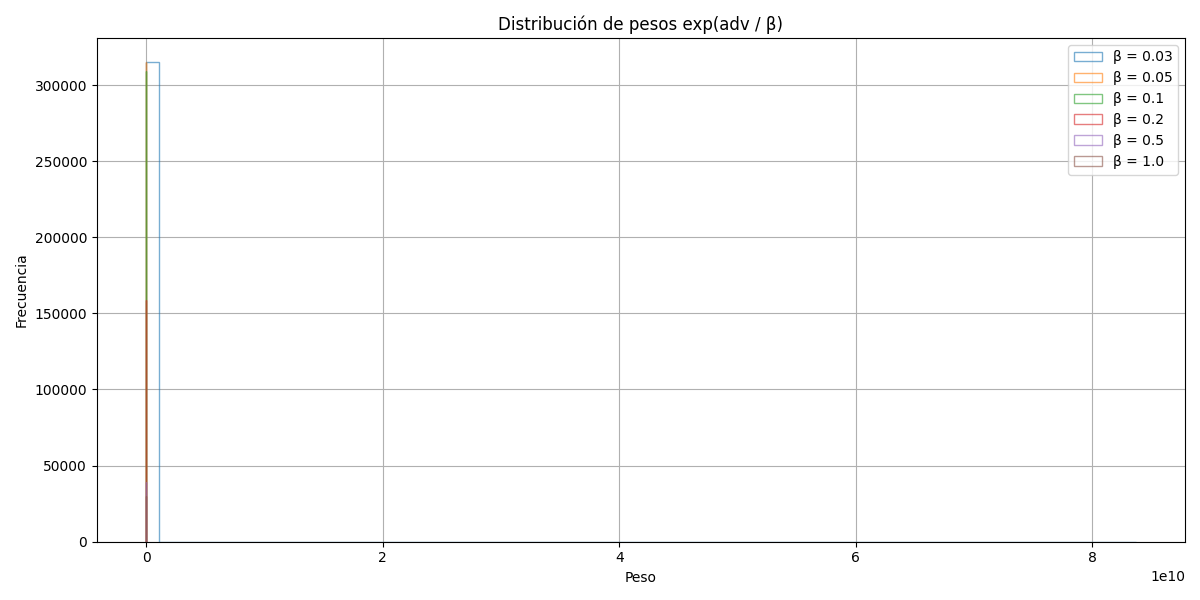 Distribución de pesos exp(adv / β)
β = 0.03
β = 0.05
β = 0.1
β = 0.2
β = 0.5
β = 1.0
Frecuencia
300000
250000
200000
150000
100000
50000
0
0 2 4 6 8
1e10
Peso